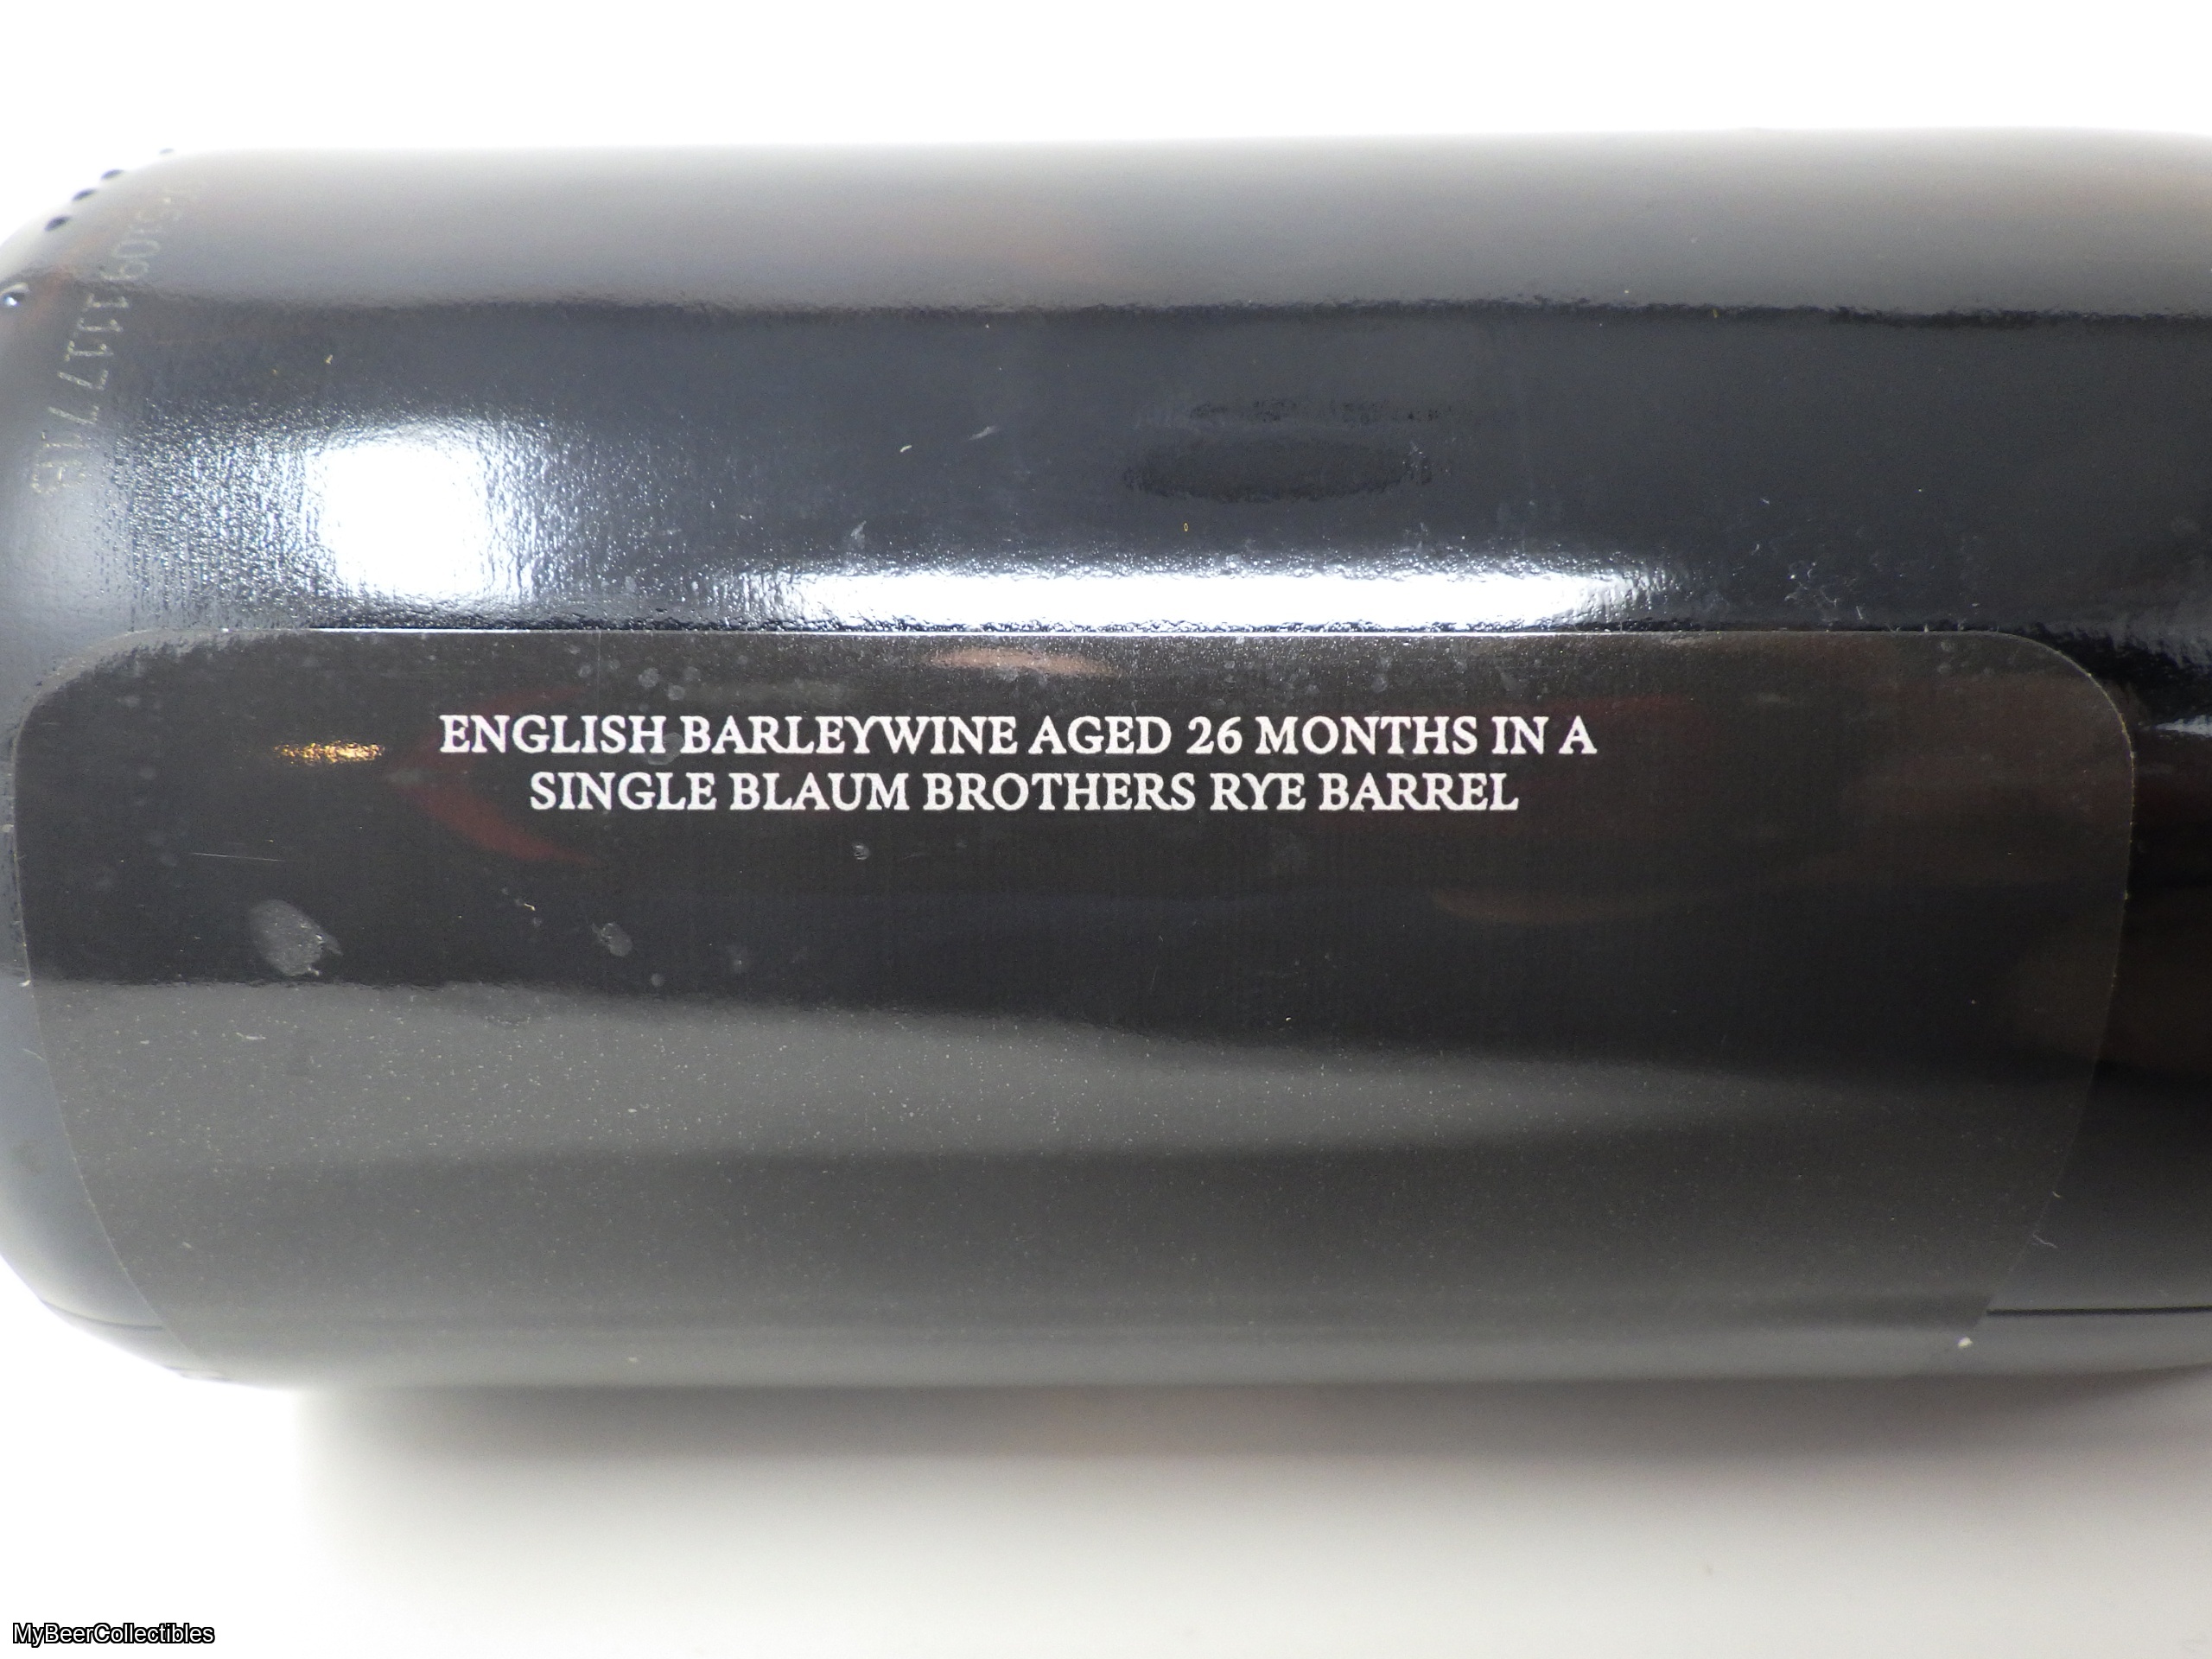 ENGLISH BARLEYWINE AGED 26 MONTHS IN A
SINGLE BLAUM BROTHERS RYE BARREL
MyBeerCollectibles